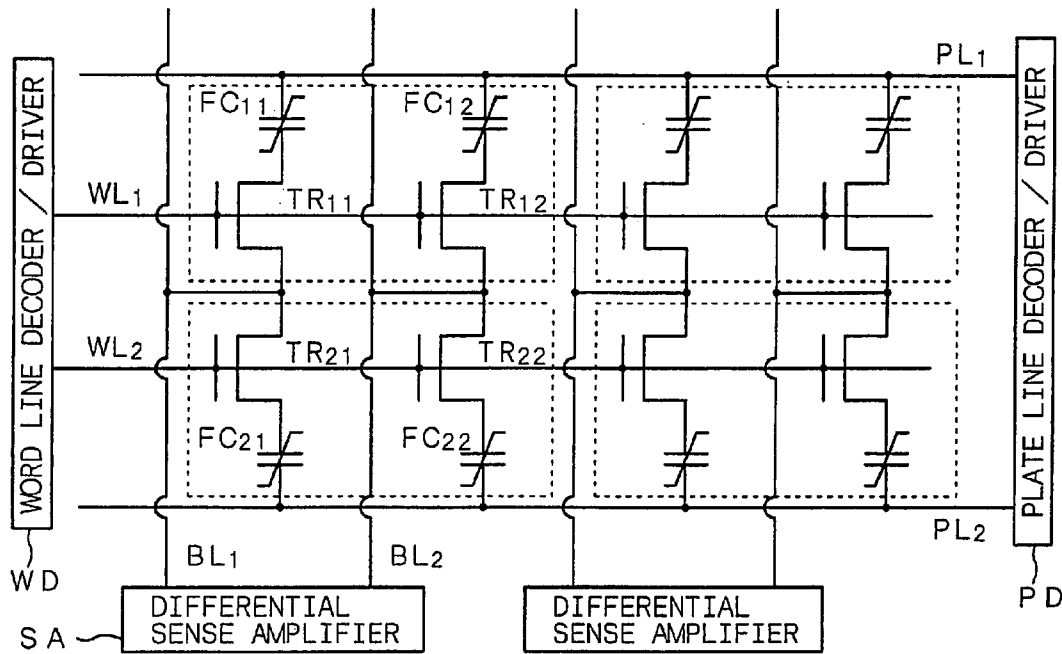 PL1
FC11
FC12
WL1
TR11
TR12
WL2
TR21
TR22
FC21
FC22
PL2
BL1
BL2
WORD LINE DECODER / DRIVER
PLATE LINE DECODER / DRIVER
WD
PD
SA
DIFFERENTIAL
SENSE AMPLIFIER
DIFFERENTIAL
SENSE AMPLIFIER